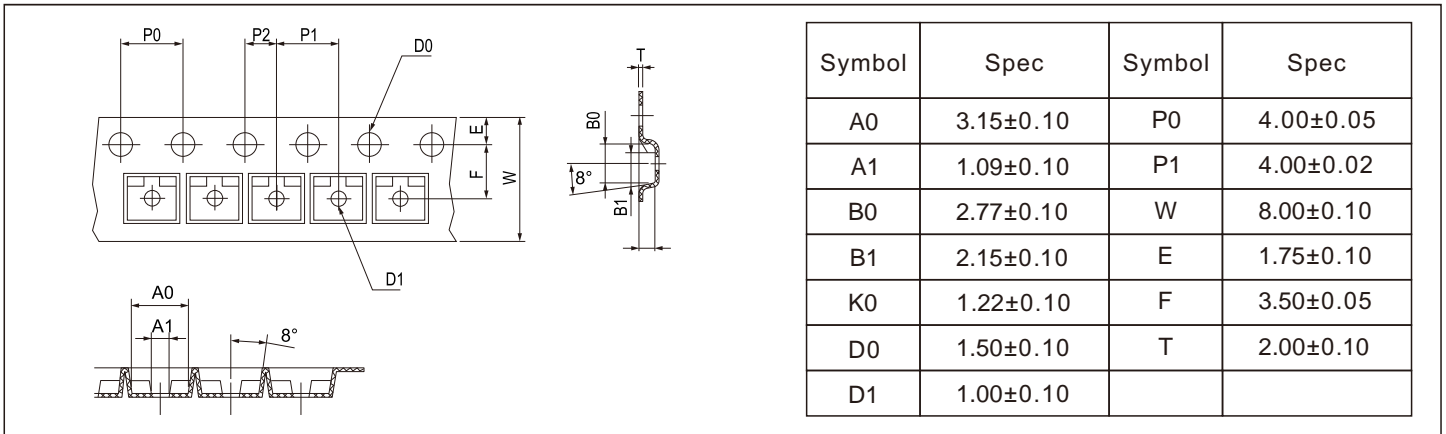 P0 P2 P1 D0
E
F
W
D1
T
B0
8°
B1
A0
A1
8°
Symbol Spec Symbol Spec
A0 3.15±0.10 P0 4.00±0.05
A1 1.09±0.10 P1 4.00±0.02
B0 2.77±0.10 W 8.00±0.10
B1 2.15±0.10 E 1.75±0.10
K0 1.22±0.10 F 3.50±0.05
D0 1.50±0.10 T 2.00±0.10
D1 1.00±0.10